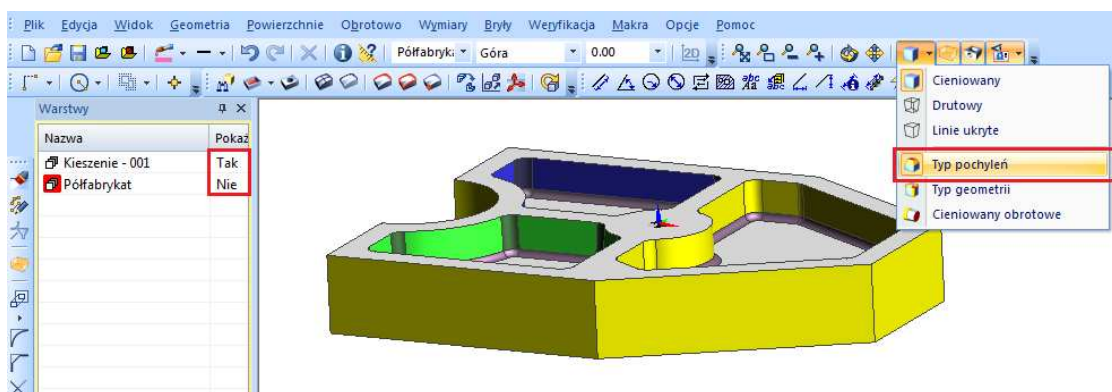 Plik Edycja Widok Geometria Powierzchnie Obrotowo Wymiary Bryły Weryfikacja Makra Opcje Pomoc
Półfabryk Góra 0.00 2D
Warstwy
Nazwa Pokaż
Kieszenie - 001 Tak
Półfabrykat Nie
Cieniowany
Drutowy
Linie ukryte
Typ pochyleń
Typ geometrii
Cieniowany obrotowe